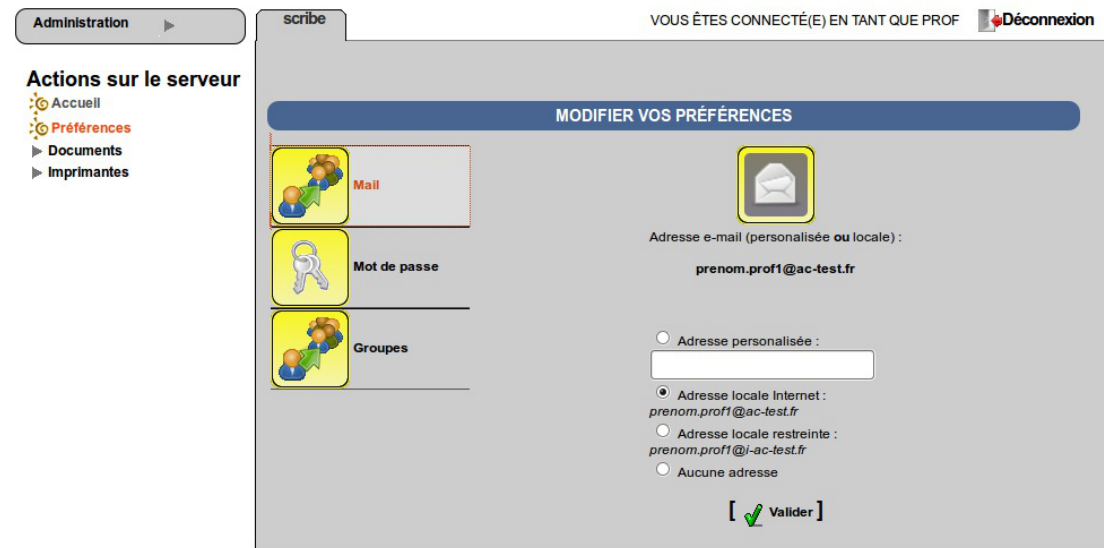 Administration
scribe
VOUS ÊTES CONNECTÉ(E) EN TANT QUE PROF
Déconnexion
Actions sur le serveur
Accueil
Préférences
Documents
Imprimantes
MODIFIER VOS PRÉFÉRENCES
Mail
Mot de passe
Groupes
Adresse e-mail (personalisée ou locale) :
prenom.prof1@ac-test.fr
Adresse personalisée :
Adresse locale Internet :
prenom.prof1@ac-test.fr
Adresse locale restreinte :
prenom.prof1@i-ac-test.fr
Aucune adresse
[ Valider ]